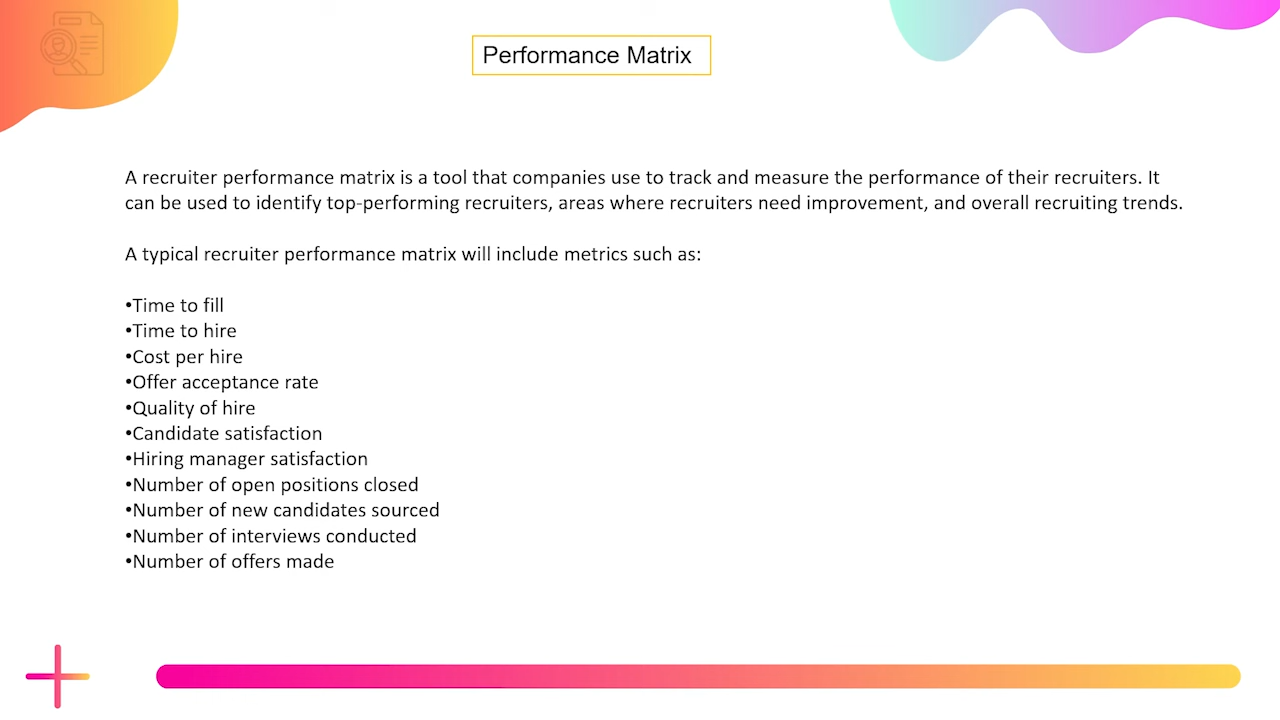 Performance Matrix
A recruiter performance matrix is a tool that companies use to track and measure the performance of their recruiters. It
can be used to identify top-performing recruiters, areas where recruiters need improvement, and overall recruiting trends.
A typical recruiter performance matrix will include metrics such as:
•Time to fill
•Time to hire
•Cost per hire
•Offer acceptance rate
•Quality of hire
•Candidate satisfaction
•Hiring manager satisfaction
•Number of open positions closed
•Number of new candidates sourced
•Number of interviews conducted
•Number of offers made